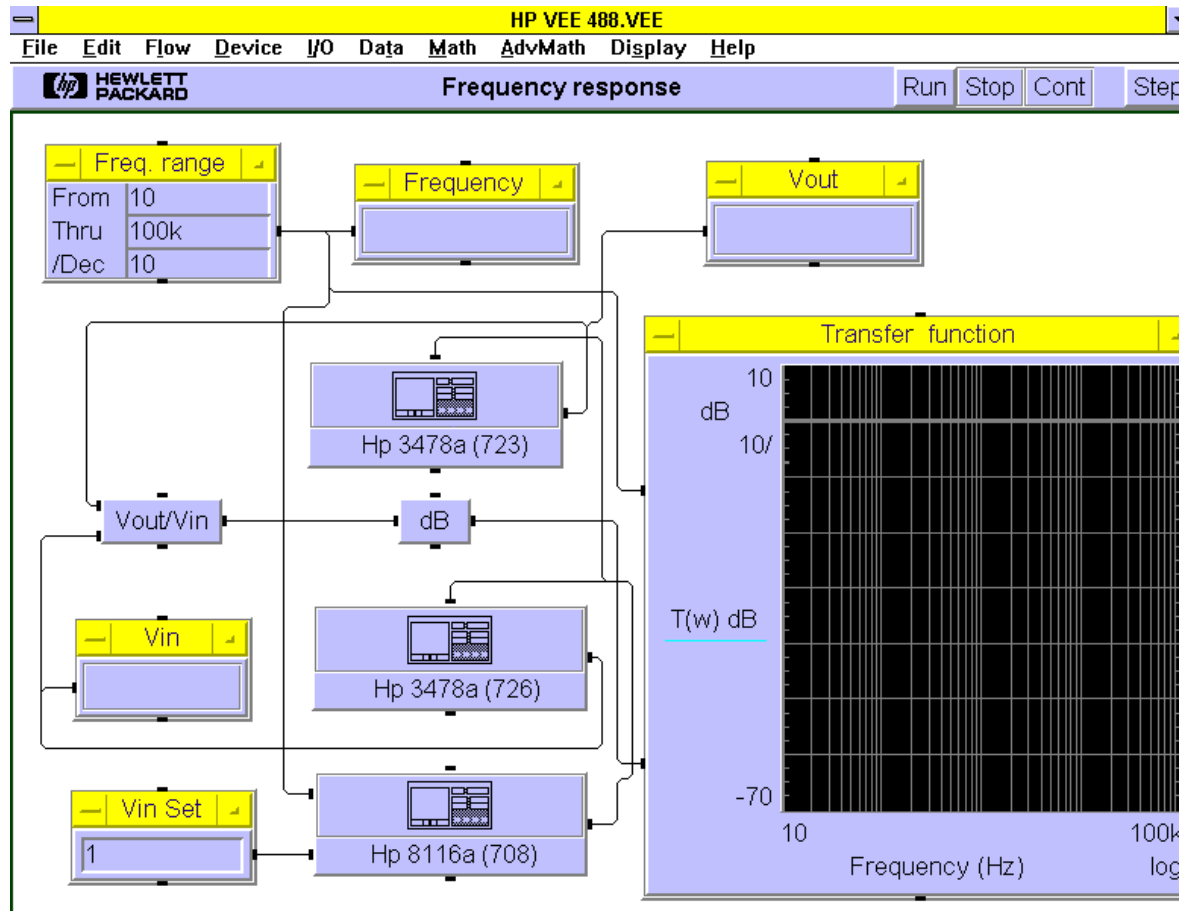 HP VEE 488.VEE
File Edit Flow Device I/O Data Math AdvMath Display Help
hp HEWLETT PACKARD
Frequency response
Run Stop Cont Step
Freq. range
From 10
Thru 100k
/Dec 10
Frequency
Vout
Transfer function
10
dB
10/
Hp 3478a (723)
Vout/Vin
dB
T(w) dB
Vin
Hp 3478a (726)
Vin Set
1
Hp 8116a (708)
-70
10
100k
Frequency (Hz)
log